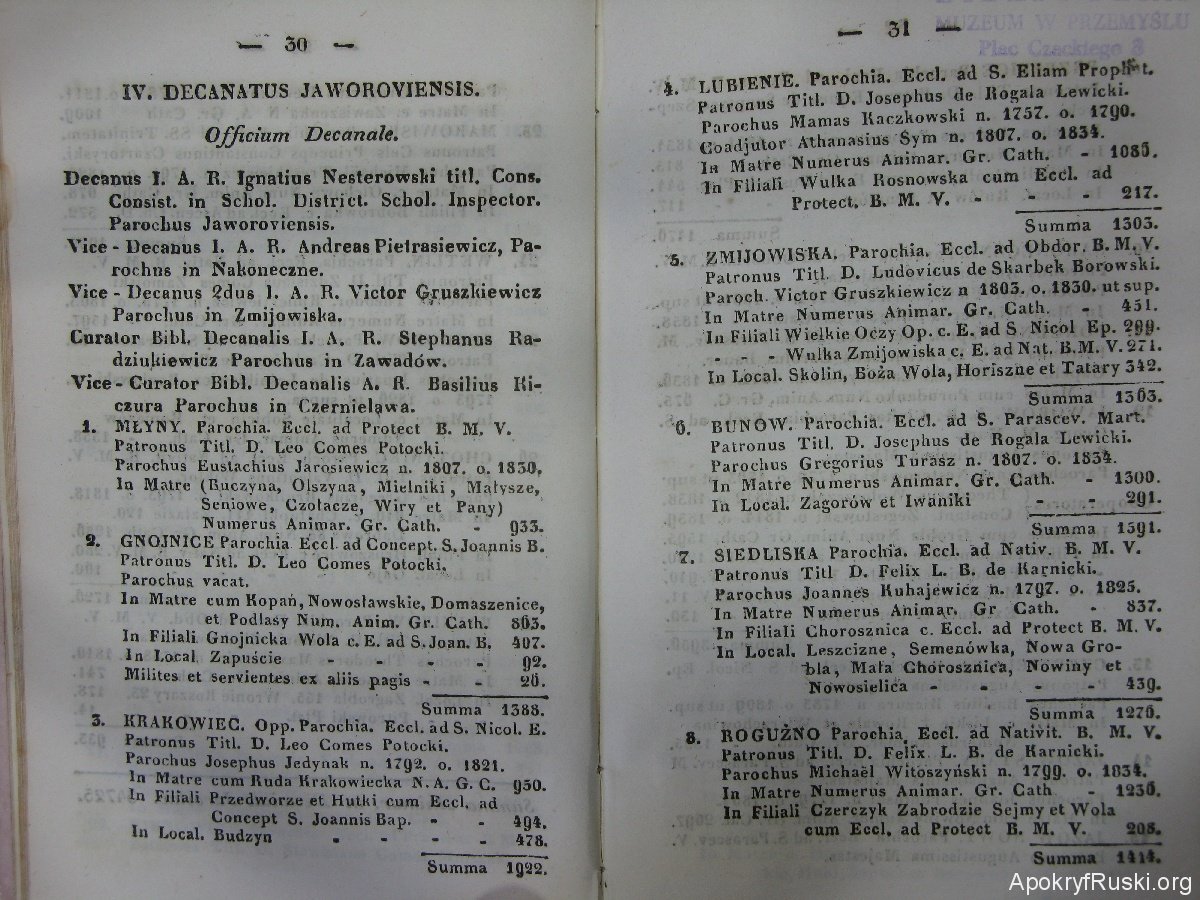 — 30 —
IV. DECANATUS JAWOROVIENSIS.
Officium Decanale.
Decanus I. A. R. Ignatius Nesterowski titl. Cons.
Consist. in Schol. District. Schol. Inspector.
Parochus Jaworoviensis.
Vice - Decanus I. A. R. Andreas Pietrasiewicz, Pa-
rochus in Nakoneczne.
Vice - Decanus 2dus I. A. R. Victor Gruszkiewicz
Parochus in Zmijowiska.
Curator Bibl. Decanalis I. A. R. Stephanus Ra-
dziukiewicz Parochus in Zawadów.
Vice - Curator Bibl. Decanalis A. R. Basilius Ki-
czura Parochus in Czernielawa.
1. MŁYNY. Parochia. Eccl. ad Protect B. M. V.
Patronus Titl. D. Leo Comes Potocki.
Parochus Eustachius Jarosiewicz n. 1807. o. 1830.
In Matre (Ruczyna, Olszyna, Mielniki, Małysze,
Seniowe, Czołacze, Wiry et Pany)
Numerus Animar. Gr. Cath. - 933.
2. GNOJNICE Parochia Eccl. ad Concept. S. Joannis B.
Patronus Titl. D. Leo Comes Potocki.
Parochus vacat.
In Matre cum Kopań, Nowosławskie, Domaszenice,
et Podlasy Num. Anim. Gr. Cath. 863.
In Filiali Gnojnicka Wola c. E. ad S. Joan. B. 407.
In Local. Zapuście - - - - 92.
Milites et servientes ex aliis pagis - - 26.
Summa 1388.
3. KRAKOWIEC. Opp. Parochia. Eccl. ad S. Nicol. E.
Patronus Titl. D. Leo Comes Potocki.
Parochus Josephus Jedynak n. 1792. o. 1821.
In Matre cum Ruda Krakowiecka N. A. G. C. 950.
In Filiali Przedworze et Hutki cum Eccl. ad
Concept S. Joannis Bap. - - 494.
In Local. Budzyn - - - - 478.
Summa 1922.
— 31 —
MUZEUM W PRZEMYŚLU
Plac Czackiego 3
4. LUBIENIE. Parochia. Eccl. ad S. Eliam Prophet.
Patronus Titl. D. Josephus de Rogala Lewicki.
Parochus Mamas Kaczkowski n. 1757. o. 1790.
Coadjutor Athanasius Sym n. 1807. o. 1834.
In Matre Numerus Animar. Gr. Cath. - 1086.
In Filiali Wulka Rosnowska cum Eccl. ad
Protect. B. M. V. - - - 217.
Summa 1303.
5. ZMIJOWISKA. Parochia. Eccl. ad Obdor. B. M. V.
Patronus Titl. D. Ludovicus de Skarbek Borowski.
Paroch. Victor Gruszkiewicz n 1803. o. 1830. ut sup.
In Matre Numerus Animar. Gr. Cath. - 451.
In Filiali Wielkie Oczy Op. c. E. ad S. Nicol Ep. 299.
- - - Wulka Zmijowiska c. E. ad Nat. B.M.V. 271.
In Local. Skolin, Boża Wola, Horiszne et Tatary 342.
Summa 1363.
6. BUNÓW. Parochia. Eccl. ad S. Parascev. Mart.
Patronus Titl. D. Josephus de Rogala Lewicki.
Parochus Gregorius Turasz n. 1807. o. 1834.
In Matre Numerus Animar. Gr. Cath. - 1300.
In Local. Zagorów et Iwaniki - - 291.
Summa 1591.
7. SIEDLISKA Parochia. Eccl. ad Nativ. B. M. V.
Patronus Titl D. Felix L. B. de Karnicki.
Parochus Joannes Kuhajewicz n. 1797. o. 1825.
In Matre Numerus Animar. Gr Cath. - 837.
In Filiali Chorosznica c. Eccl. ad Protect B. M. V.
In Local. Leszcizne, Semenówka, Nowa Gro-
bla, Mała Chorosznica, Nowiny et
Nowosielica - - - - 439.
Summa 1276.
8. ROGUŻNO Parochia. Eccl. ad Nativit. B. M. V.
Patronus Titl. D. Felix. L. B. de Karnicki.
Parochus Michaël Witoszyński n. 1799. o. 1834.
In Matre Numerus Animar. Gr. Cath - 1206.
In Filiali Czerczyk Zabrodzie Sejmy et Wola
cum Eccl. ad Protect B. M. V. 208.
Summa 1414.
ApokryfRuski.org